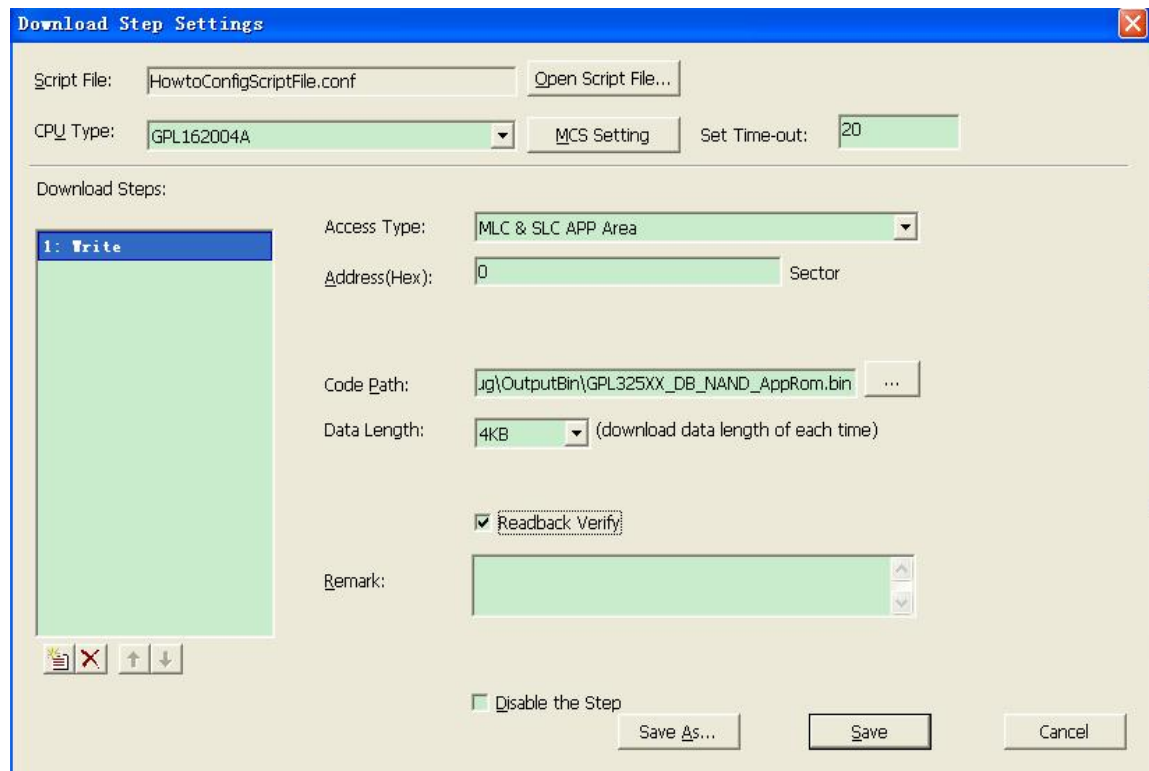 Download Step Settings
Script File: HowtoConfigScriptFile.conf Open Script File...
CPU Type: GPL162004A MCS Setting Set Time-out: 20
Download Steps:
1: Write
Access Type: MLC & SLC APP Area
Address(Hex): 0 Sector
Code Path: ug\OutputBin\GPL325XX_DB_NAND_AppRom.bin ...
Data Length: 4KB (download data length of each time)
Readback Verify
Remark:
Disable the Step
Save As... Save Cancel